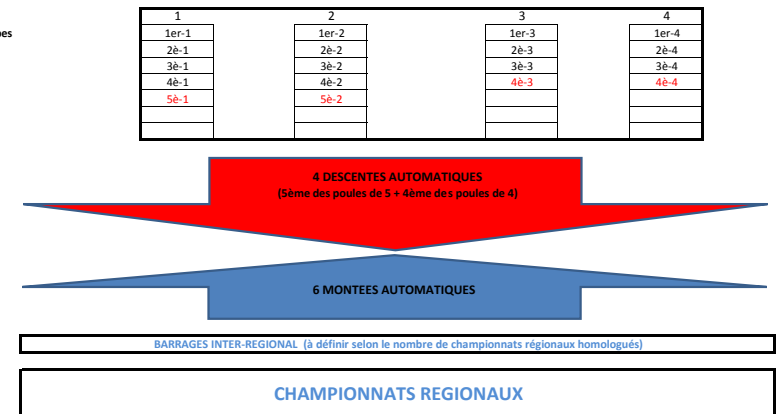 1 2 3 4
pes 1er-1 1er-2 1er-3 1er-4
2è-1 2è-2 2è-3 2è-4
3è-1 3è-2 3è-3 3è-4
4è-1 4è-2 4è-3 4è-4
5è-1 5è-2
4 DESCENTES AUTOMATIQUES
(5ème des poules de 5 + 4ème des poules de 4)
6 MONTEES AUTOMATIQUES
BARRAGES INTER-REGIONAL (à définir selon le nombre de championnats régionaux homologués)
CHAMPIONNATS REGIONAUX